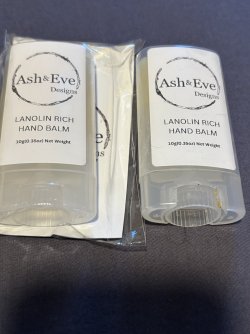 Ash&Eve
Designs
LANOLIN RICH
HAND BALM
10g(0.35oz) Net Weight
Ash&Eve
Designs
LANOLIN RICH
HAND BALM
10g(0.35oz) Net Weight